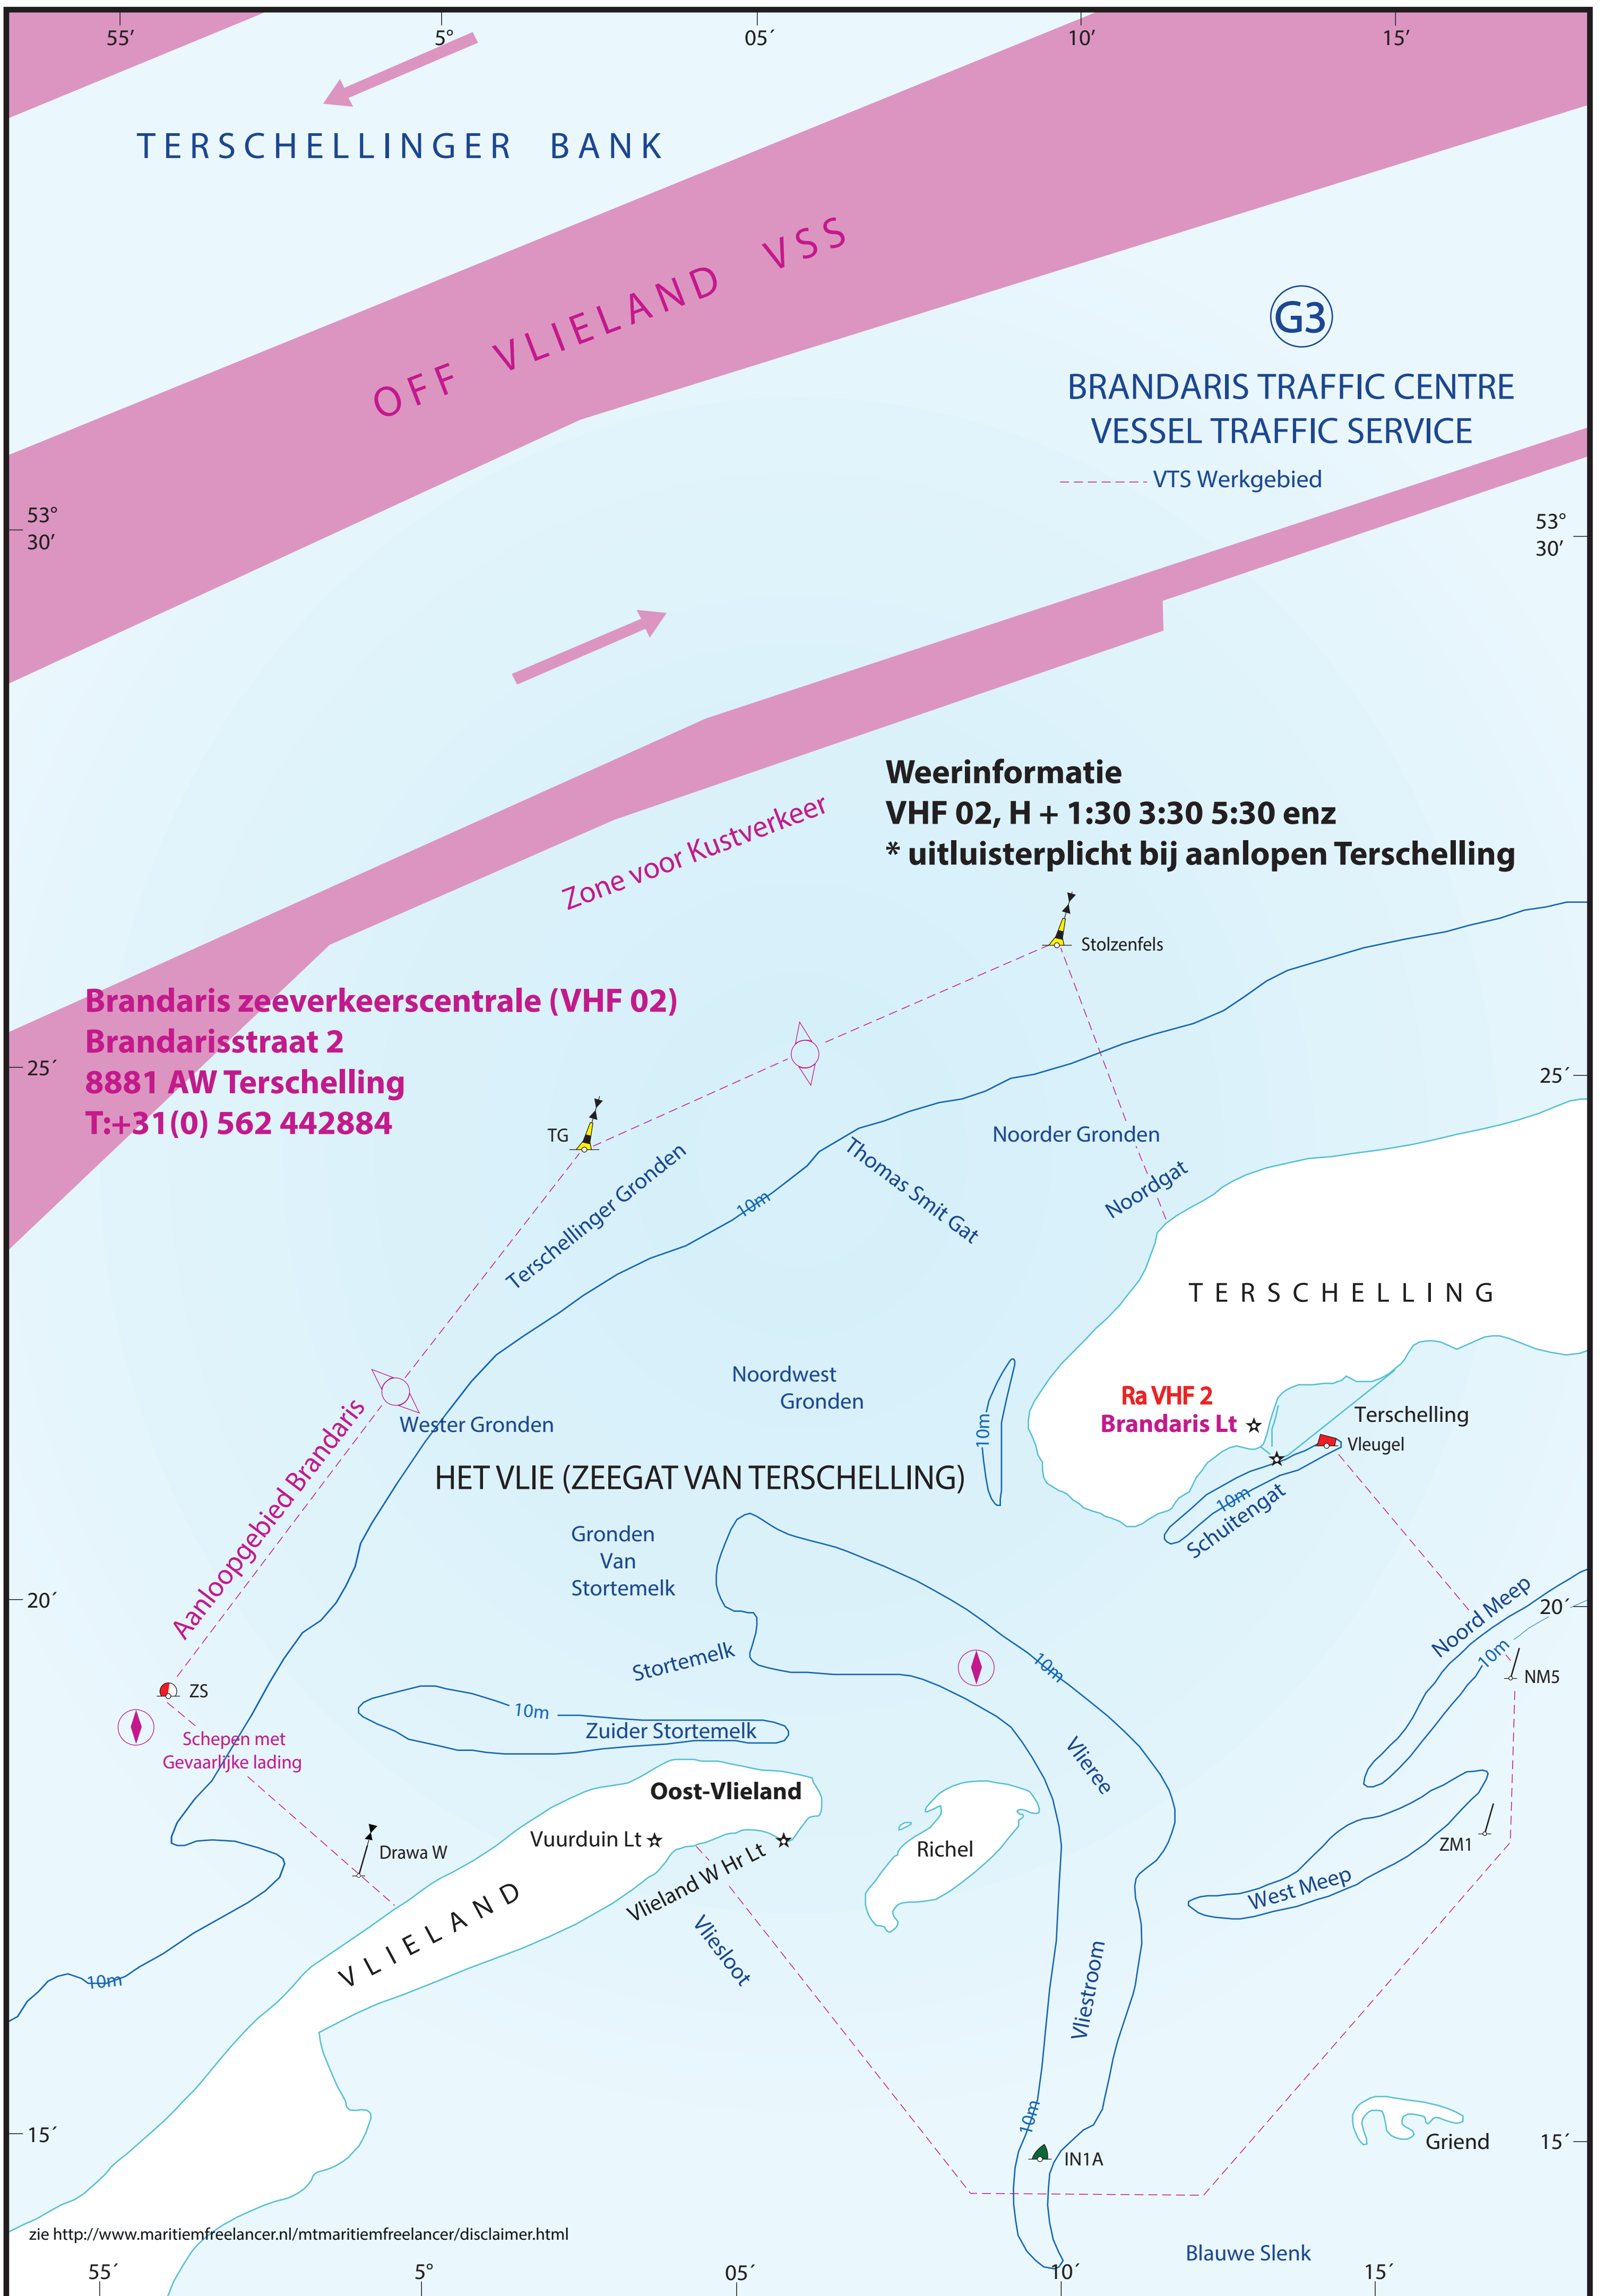 55’ 5° 05´ 10’ 15’
TERSCHELLINGER BANK
OFF VLIELAND VSS
G3
BRANDARIS TRAFFIC CENTRE
VESSEL TRAFFIC SERVICE
VTS Werkgebied
53°
30’
53°
30’
Weerinformatie
VHF 02, H + 1:30 3:30 5:30 enz
* uitluisterplicht bij aanlopen Terschelling
Zone voor Kustverkeer
Stolzenfels
Brandaris zeeverkeerscentrale (VHF 02)
Brandarisstraat 2
8881 AW Terschelling
T:+31(0) 562 442884
25´
25´
TG
Noorder Gronden
Terschellinger Gronden
10m
Thomas Smit Gat
Noordgat
TERSCHELLING
Noordwest
Gronden
10m
Ra VHF 2
Brandaris Lt
Terschelling
Vleugel
10m
Schuitengat
Aanloopgebied Brandaris
Wester Gronden
HET VLIE (ZEEGAT VAN TERSCHELLING)
Gronden
Van
Stortemelk
20´
20´
Noord Meep
10m
NM5
Stortemelk
10m
ZS
Schepen met
Gevaarlijke lading
10m
Zuider Stortemelk
Vlieree
Oost-Vlieland
Vuurduin Lt
Vlieland W Hr Lt
Richel
Drawa W
ZM1
West Meep
VLIELAND
Vliesloot
10m
Vliestroom
10m
IN1A
15´
15´
Griend
zie http://www.maritiemfreelancer.nl/mtmaritiemfreelancer/disclaimer.html
Blauwe Slenk
55´ 5° 05´ 10´ 15´